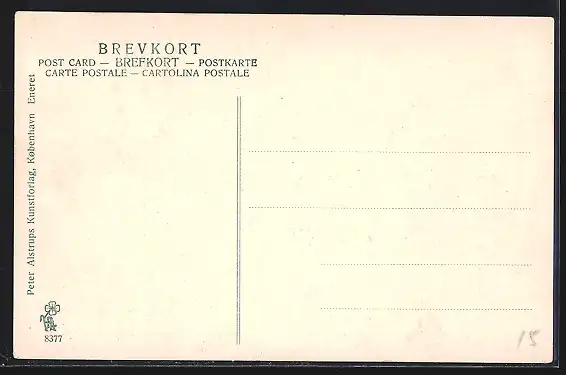 BREVKORT
POST CARD — BREFKORT — POSTKARTE
CARTE POSTALE — CARTOLINA POSTALE
Peter Alstrups Kunstforlag, København Eneret
8377
15